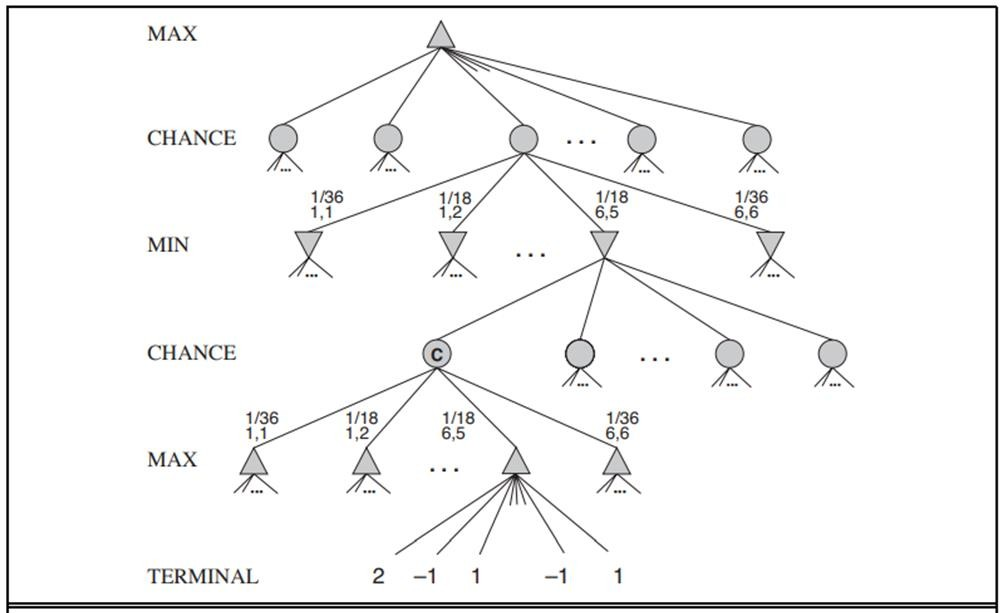 MAX
CHANCE
...
... ... ... ... ...
1/36 1/18 1/18 1/36
1,1 1,2 6,5 6,6
MIN
...
... ... ...
CHANCE
C ...
... ... ...
1/36 1/18 1/18 1/36
1,1 1,2 6,5 6,6
MAX
...
... ... ...
TERMINAL 2 –1 1 –1 1